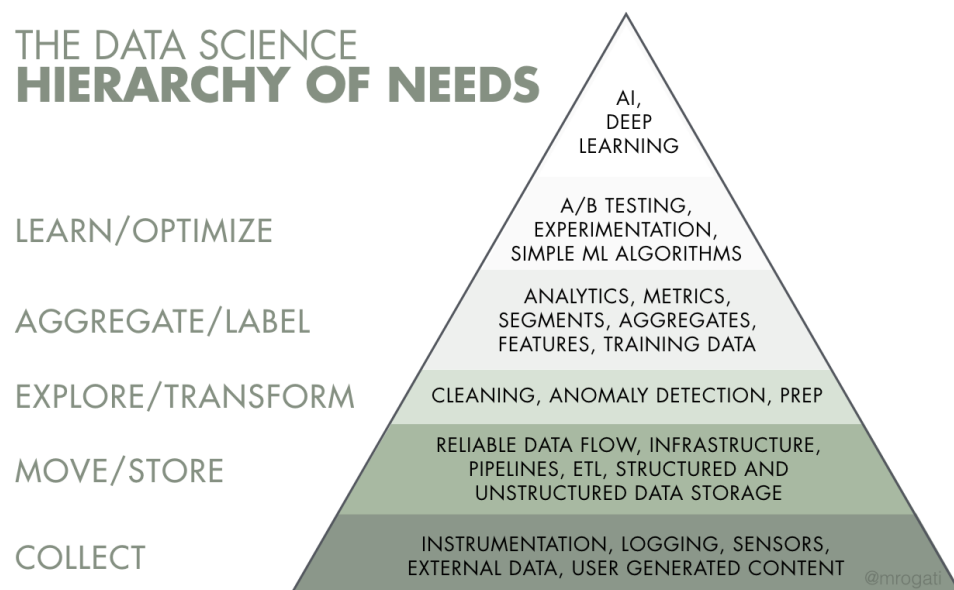 THE DATA SCIENCE
HIERARCHY OF NEEDS
AI,
DEEP
LEARNING
LEARN/OPTIMIZE
A/B TESTING,
EXPERIMENTATION,
SIMPLE ML ALGORITHMS
AGGREGATE/LABEL
ANALYTICS, METRICS,
SEGMENTS, AGGREGATES,
FEATURES, TRAINING DATA
EXPLORE/TRANSFORM
CLEANING, ANOMALY DETECTION, PREP
MOVE/STORE
RELIABLE DATA FLOW, INFRASTRUCTURE,
PIPELINES, ETL, STRUCTURED AND
UNSTRUCTURED DATA STORAGE
COLLECT
INSTRUMENTATION, LOGGING, SENSORS,
EXTERNAL DATA, USER GENERATED CONTENT
@mrogati